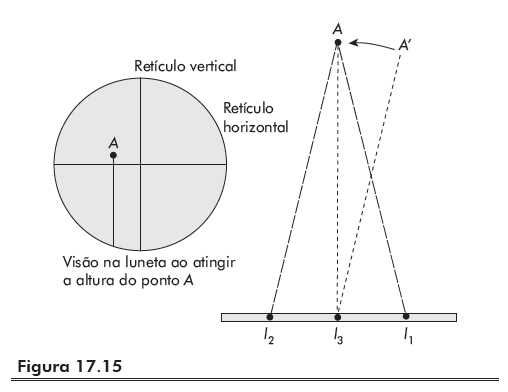 Retículo vertical
Retículo
horizontal
A
Visão na luneta ao atingir
a altura do ponto A
A
A'
I2
I3
I1
Figura 17.15